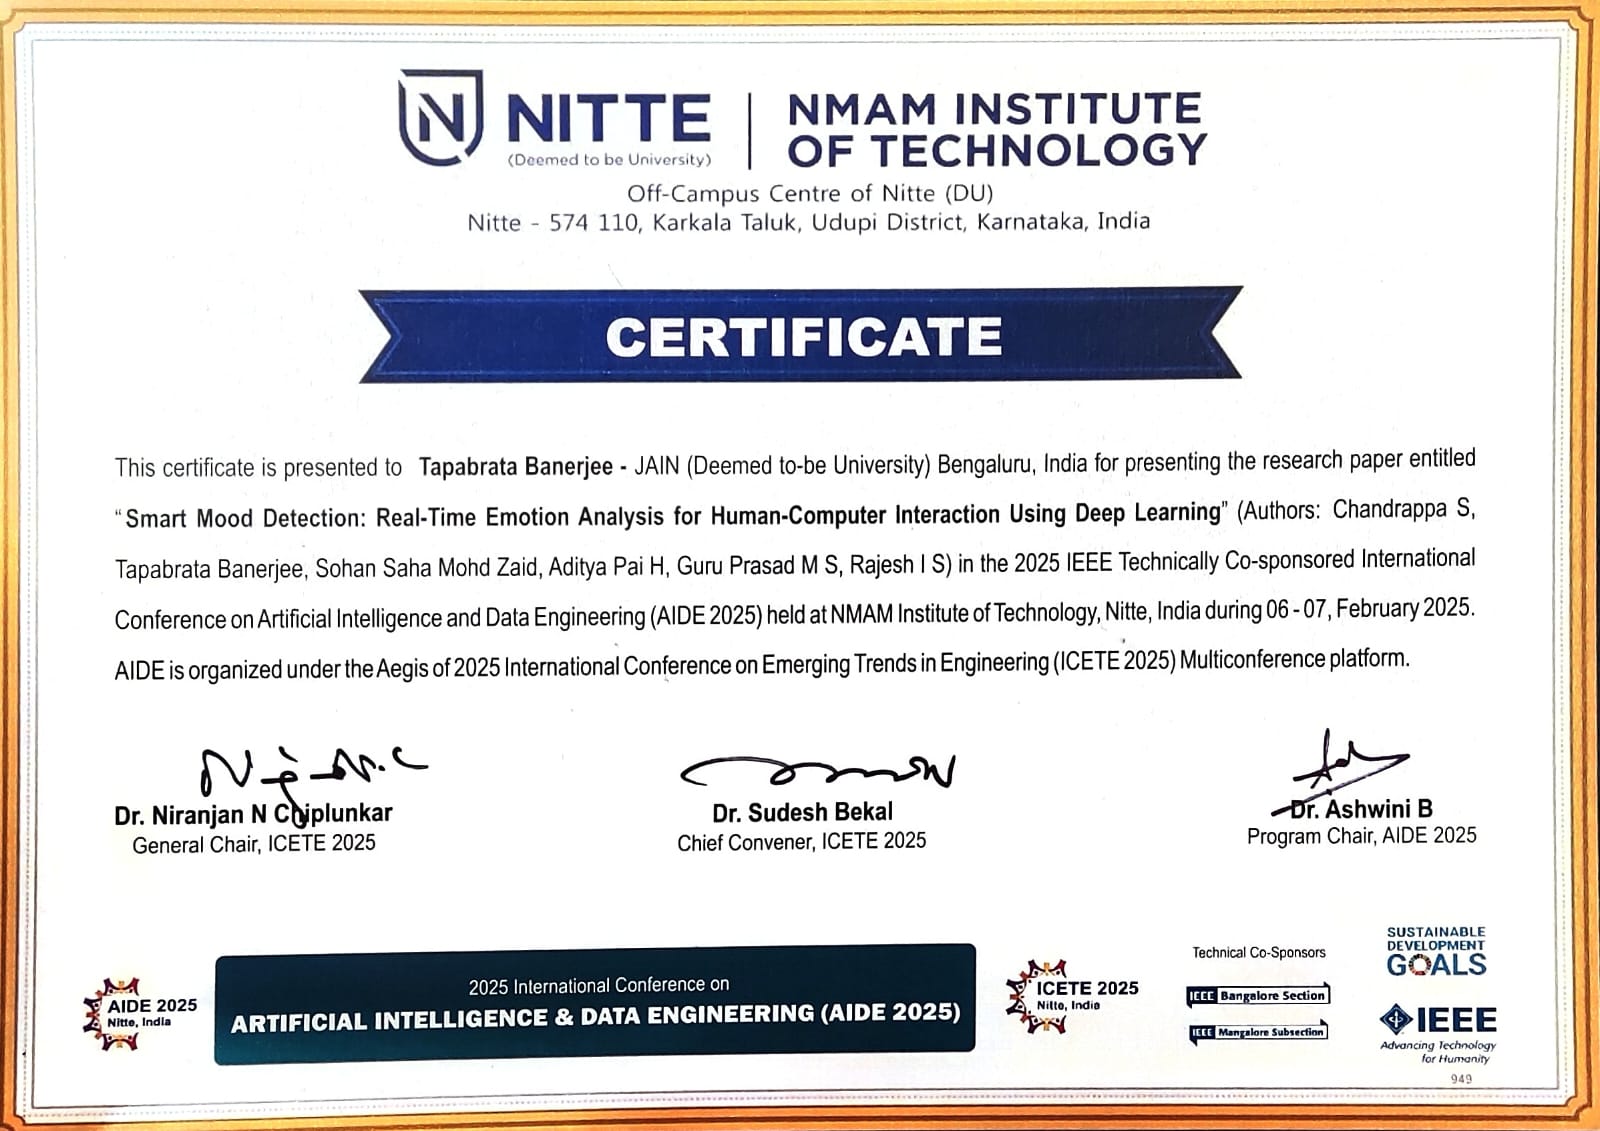 N NITTE
(Deemed to be University)
NMAM INSTITUTE
OF TECHNOLOGY
Off-Campus Centre of Nitte (DU)
Nitte - 574 110, Karkala Taluk, Udupi District, Karnataka, India
CERTIFICATE
This certificate is presented to Tapabrata Banerjee - JAIN (Deemed to-be University) Bengaluru, India for presenting the research paper entitled
“Smart Mood Detection: Real-Time Emotion Analysis for Human-Computer Interaction Using Deep Learning” (Authors: Chandrappa S,
Tapabrata Banerjee, Sohan Saha Mohd Zaid, Aditya Pai H, Guru Prasad M S, Rajesh I S) in the 2025 IEEE Technically Co-sponsored International
Conference on Artificial Intelligence and Data Engineering (AIDE 2025) held at NMAM Institute of Technology, Nitte, India during 06 - 07, February 2025.
AIDE is organized under the Aegis of 2025 International Conference on Emerging Trends in Engineering (ICETE 2025) Multiconference platform.
Dr. Niranjan N Chiplunkar
General Chair, ICETE 2025
Dr. Sudesh Bekal
Chief Convener, ICETE 2025
Dr. Ashwini B
Program Chair, AIDE 2025
AIDE 2025
Nitte, India
2025 International Conference on
ARTIFICIAL INTELLIGENCE & DATA ENGINEERING (AIDE 2025)
ICETE 2025
Nitte, India
Technical Co-Sponsors
IEEE Bangalore Section
IEEE Mangalore Subsection
SUSTAINABLE
DEVELOPMENT
GOALS
IEEE
Advancing Technology
for Humanity
949